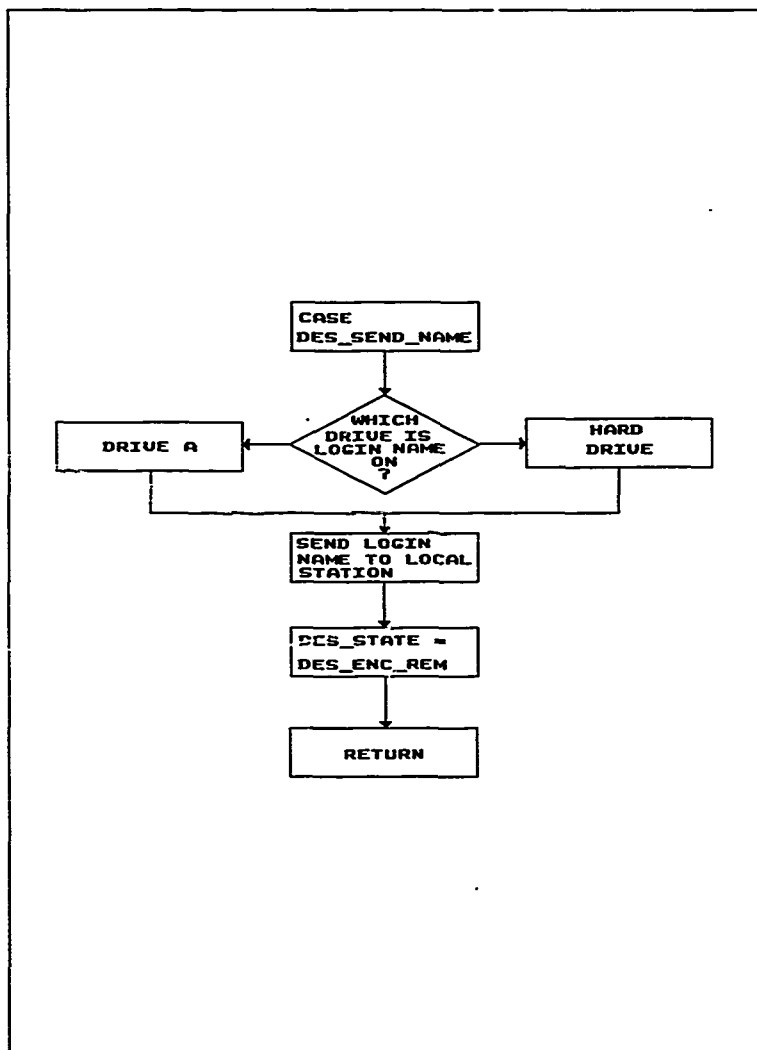 CASE
DES_SEND_NAME
WHICH
DRIVE IS
LOGIN NAME
ON
?
DRIVE A
HARD
DRIVE
SEND LOGIN
NAME TO LOCAL
STATION
DES_STATE =
DES_ENC_REM
RETURN